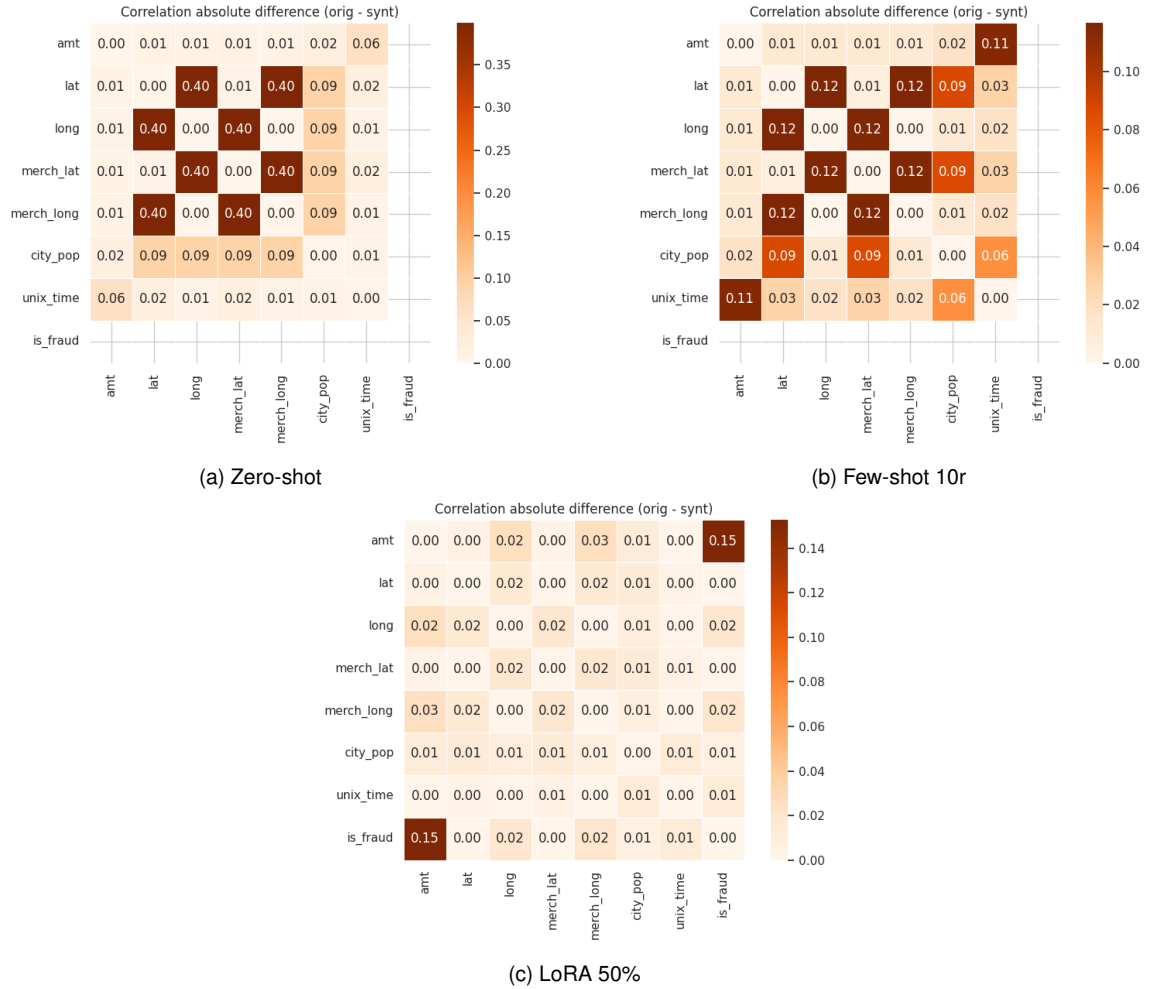 Correlation absolute difference (orig - synt)
amt 0.00 0.01 0.01 0.01 0.01 0.02 0.06
lat 0.01 0.00 0.40 0.01 0.40 0.09 0.02
long 0.01 0.40 0.00 0.40 0.00 0.09 0.01
merch_lat 0.01 0.01 0.40 0.00 0.40 0.09 0.02
merch_long 0.01 0.40 0.00 0.40 0.00 0.09 0.01
city_pop 0.02 0.09 0.09 0.09 0.09 0.00 0.01
unix_time 0.06 0.02 0.01 0.02 0.01 0.01 0.00
is_fraud
amt lat long merch_lat merch_long city_pop unix_time is_fraud
0.35
0.30
0.25
0.20
0.15
0.10
0.05
0.00
(a) Zero-shot
Correlation absolute difference (orig - synt)
amt 0.00 0.01 0.01 0.01 0.01 0.02 0.11
lat 0.01 0.00 0.12 0.01 0.12 0.09 0.03
long 0.01 0.12 0.00 0.12 0.00 0.01 0.02
merch_lat 0.01 0.01 0.12 0.00 0.12 0.09 0.03
merch_long 0.01 0.12 0.00 0.12 0.00 0.01 0.02
city_pop 0.02 0.09 0.01 0.09 0.01 0.00 0.06
unix_time 0.11 0.03 0.02 0.03 0.02 0.06 0.00
is_fraud
amt lat long merch_lat merch_long city_pop unix_time is_fraud
0.10
0.08
0.06
0.04
0.02
0.00
(b) Few-shot 10r
Correlation absolute difference (orig - synt)
amt 0.00 0.00 0.02 0.00 0.03 0.01 0.00 0.15
lat 0.00 0.00 0.02 0.00 0.02 0.01 0.00 0.00
long 0.02 0.02 0.00 0.02 0.00 0.01 0.00 0.02
merch_lat 0.00 0.00 0.02 0.00 0.02 0.01 0.01 0.00
merch_long 0.03 0.02 0.00 0.02 0.00 0.01 0.00 0.02
city_pop 0.01 0.01 0.01 0.01 0.01 0.00 0.01 0.01
unix_time 0.00 0.00 0.00 0.01 0.00 0.01 0.00 0.01
is_fraud 0.15 0.00 0.02 0.00 0.02 0.01 0.01 0.00
amt lat long merch_lat merch_long city_pop unix_time is_fraud
0.14
0.12
0.10
0.08
0.06
0.04
0.02
0.00
(c) LoRA 50%